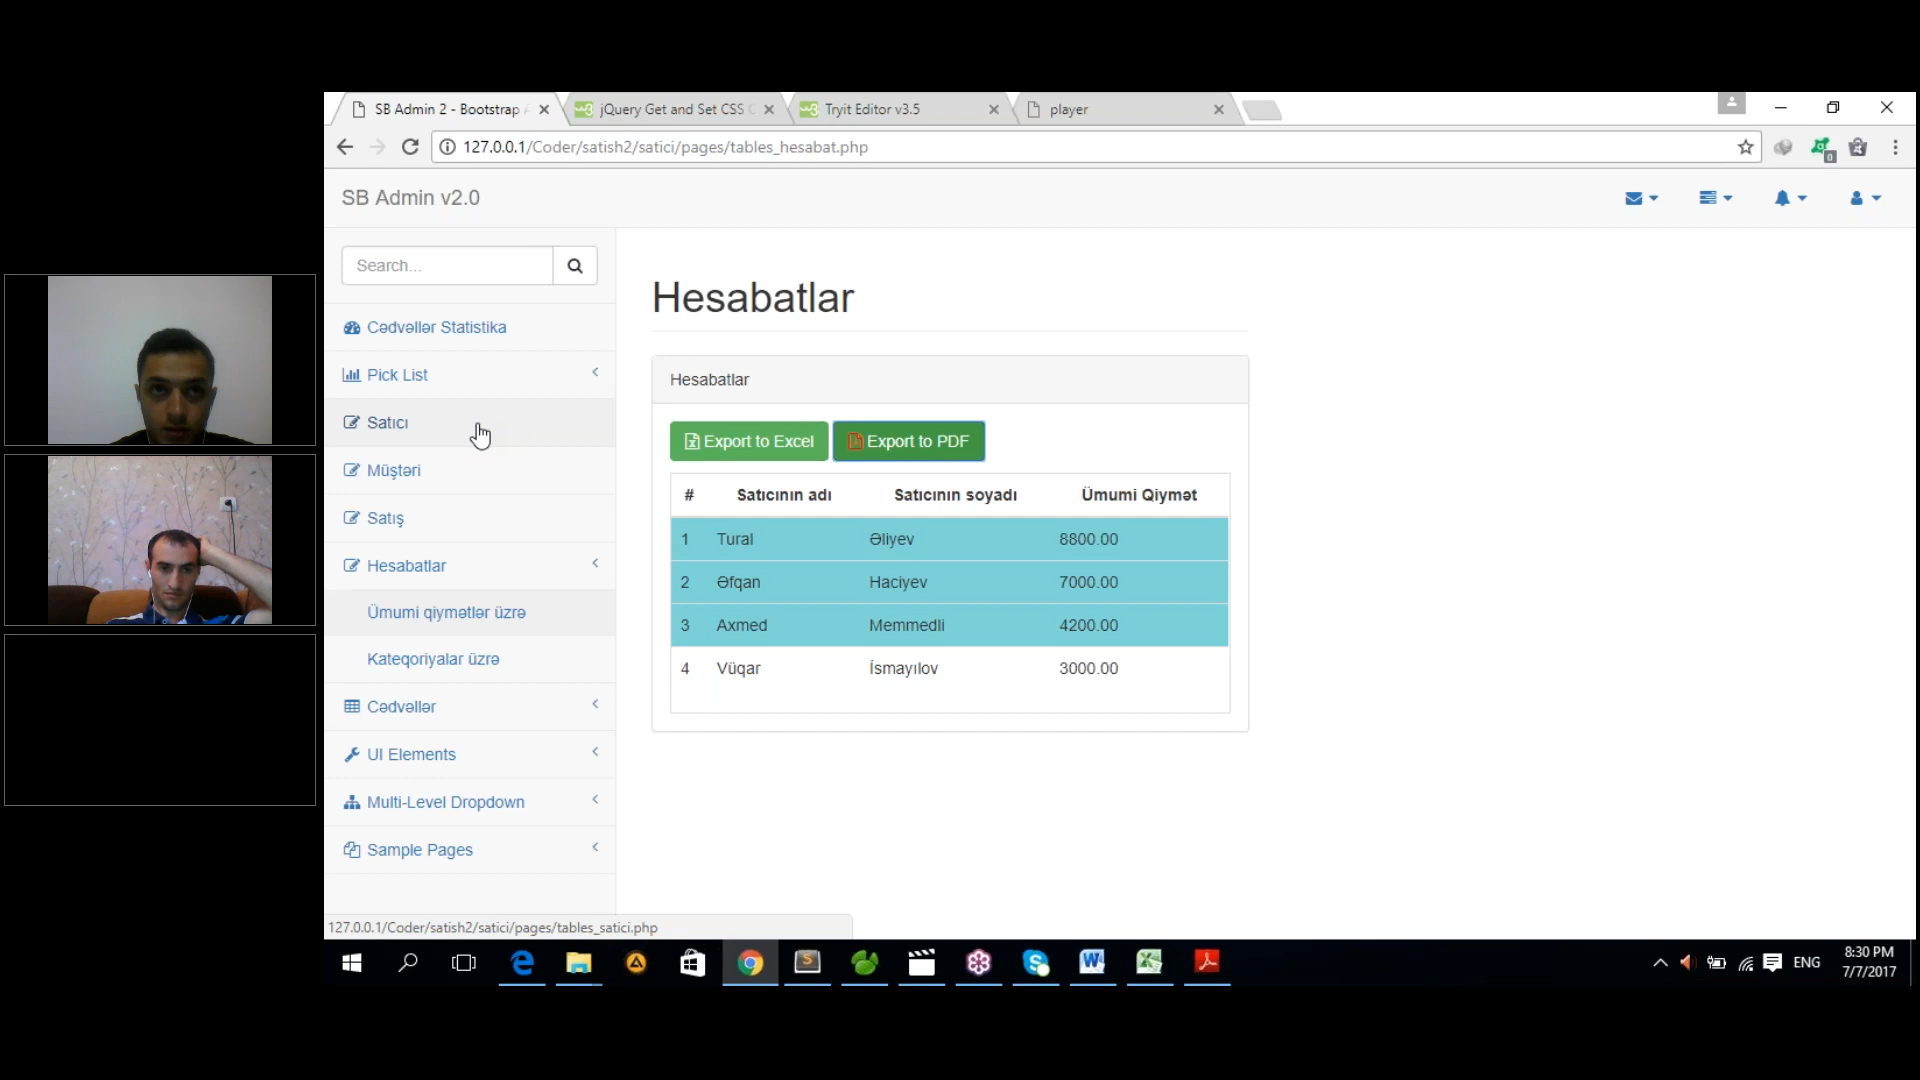 SB Admin 2 - Bootstrap
jQuery Get and Set CSS
Tryit Editor v3.5
player
127.0.0.1/Coder/satish2/satici/pages/tables_hesabat.php
0
SB Admin v2.0
Search...
Cədvəllər Statistika
Pick List
Satıcı
Müştəri
Satış
Hesabatlar
Ümumi qiymətlər üzrə
Kateqoriyalar üzrə
Cədvəllər
UI Elements
Multi-Level Dropdown
Sample Pages
Hesabatlar
Hesabatlar
Export to Excel
Export to PDF
# Satıcının adı Satıcının soyadı Ümumi Qiymət
1 Tural Əliyev 8800.00
2 Əfqan Haciyev 7000.00
3 Axmed Memmedli 4200.00
4 Vüqar İsmayılov 3000.00
127.0.0.1/Coder/satish2/satici/pages/tables_satici.php
ENG
8:30 PM
7/7/2017